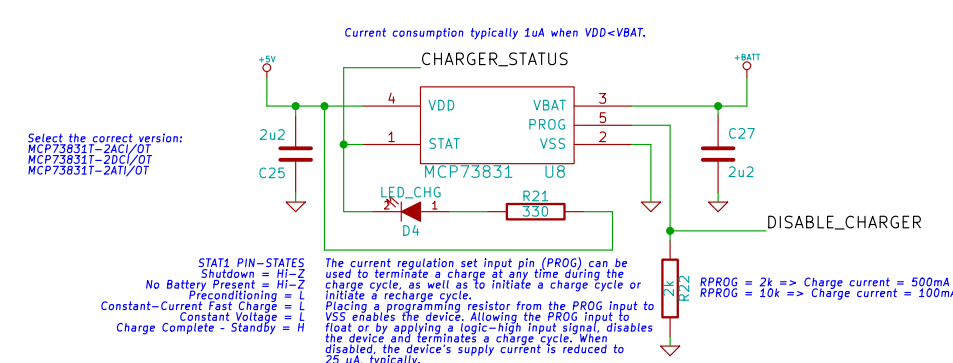 Current consumption typically 1uA when VDD<VBAT.
+5V
CHARGER_STATUS
+BATT
4 VDD VBAT 3
PROG 5
1 STAT VSS 2
MCP73831 U8
2u2
C25
C27
2u2
Select the correct version:
MCP73831T-2ACI/OT
MCP73831T-2DCI/OT
MCP73831T-2ATI/OT
LED_CHG
2 1
D4
R21
330
DISABLE_CHARGER
2k
R22
RPROG = 2k => Charge current = 500mA
RPROG = 10k => Charge current = 100mA
STAT1 PIN-STATES
Shutdown = Hi-Z
No Battery Present = Hi-Z
Preconditioning = L
Constant-Current Fast Charge = L
Constant Voltage = L
Charge Complete - Standby = H
The current regulation set input pin (PROG) can be
used to terminate a charge at any time during the
charge cycle, as well as to initiate a charge cycle or
initiate a recharge cycle.
Placing a programming resistor from the PROG input to
VSS enables the device. Allowing the PROG input to
float or by applying a logic-high input signal, disables
the device and terminates a charge cycle. When
disabled, the device's supply current is reduced to
25 uA, typically.